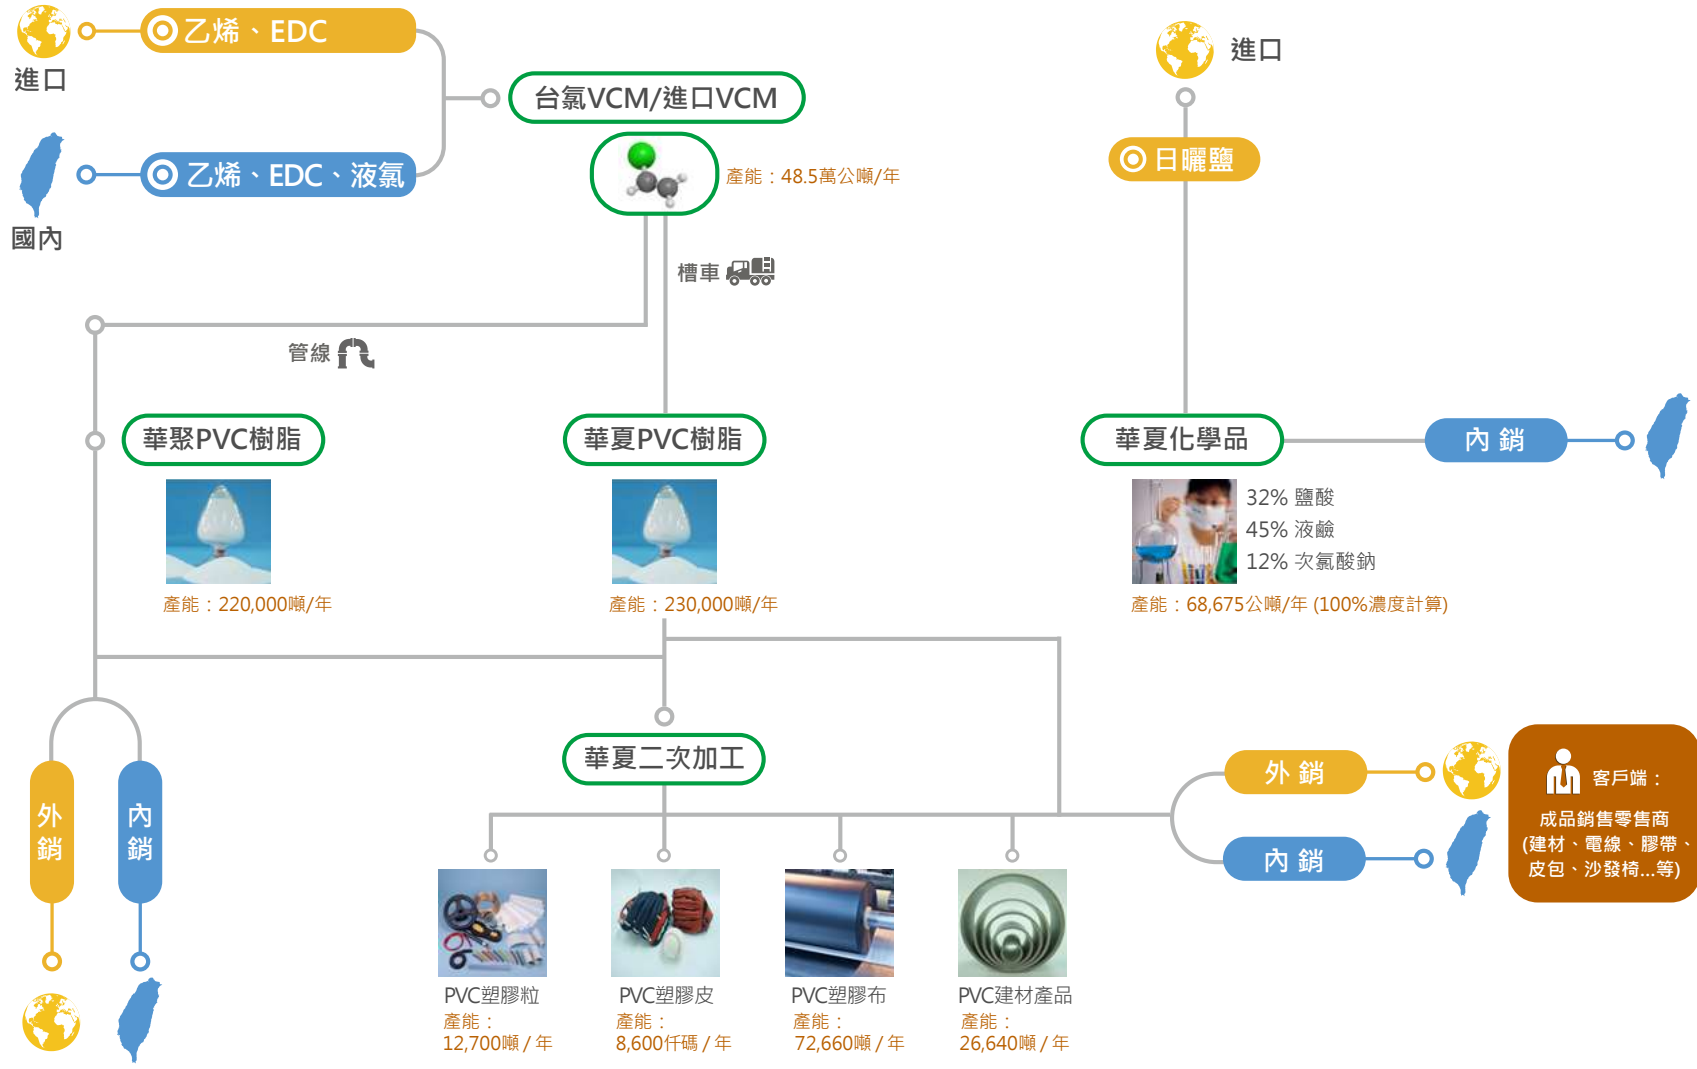 乙烯、EDC
進口
乙烯、EDC、液氯
國內
台氯VCM/進口VCM
產能：48.5萬公噸/年
進口
日曬鹽
槽車
管線
華聚PVC樹脂
產能：220,000噸/年
華夏PVC樹脂
產能：230,000噸/年
華夏化學品
內銷
32% 鹽酸
45% 液鹼
12% 次氯酸鈉
產能：68,675公噸/年 (100%濃度計算)
外銷
內銷
華夏二次加工
PVC塑膠粒
產能：
12,700噸 / 年
PVC塑膠皮
產能：
8,600仟碼 / 年
PVC塑膠布
產能：
72,660噸 / 年
PVC建材產品
產能：
26,640噸 / 年
外銷
內銷
客戶端：
成品銷售零售商
(建材、電線、膠帶、
皮包、沙發椅...等)